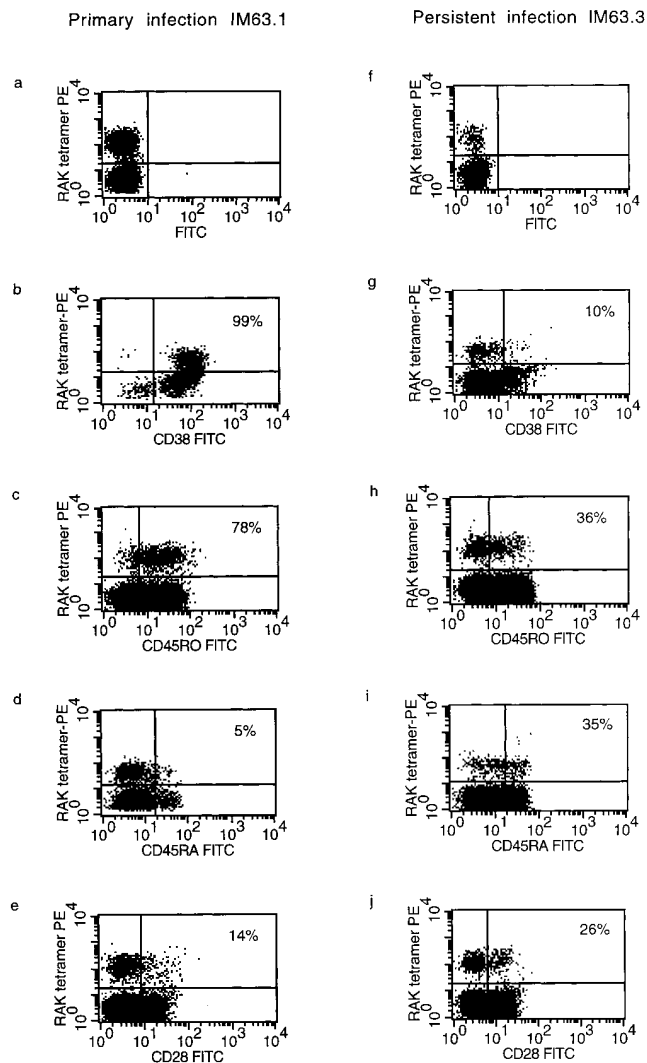 Primary infection IM63.1
Persistent infection IM63.3
a
RAK tetramer PE
10^4
10^0
10^0 10^1 10^2 10^3 10^4
FITC
f
RAK tetramer PE
10^4
10^0
10^0 10^1 10^2 10^3 10^4
FITC
b
RAK tetramer-PE
10^4
10^0
99%
10^0 10^1 10^2 10^3 10^4
CD38 FITC
g
RAK tetramer-PE
10^4
10^0
10%
10^0 10^1 10^2 10^3 10^4
CD38 FITC
c
RAK tetramer PE
10^4
10^0
78%
10^0 10^1 10^2 10^3 10^4
CD45RO FITC
h
RAK tetramer PE
10^4
10^0
36%
10^0 10^1 10^2 10^3 10^4
CD45RO FITC
d
RAK tetramer-PE
10^4
10^0
5%
10^0 10^1 10^2 10^3 10^4
CD45RA FITC
i
RAK tetramer-PE
10^4
10^0
35%
10^0 10^1 10^2 10^3 10^4
CD45RA FITC
e
RAK tetramer PE
10^4
10^0
14%
10^0 10^1 10^2 10^3 10^4
CD28 FITC
j
RAK tetramer PE
10^4
10^0
26%
10^0 10^1 10^2 10^3 10^4
CD28 FITC